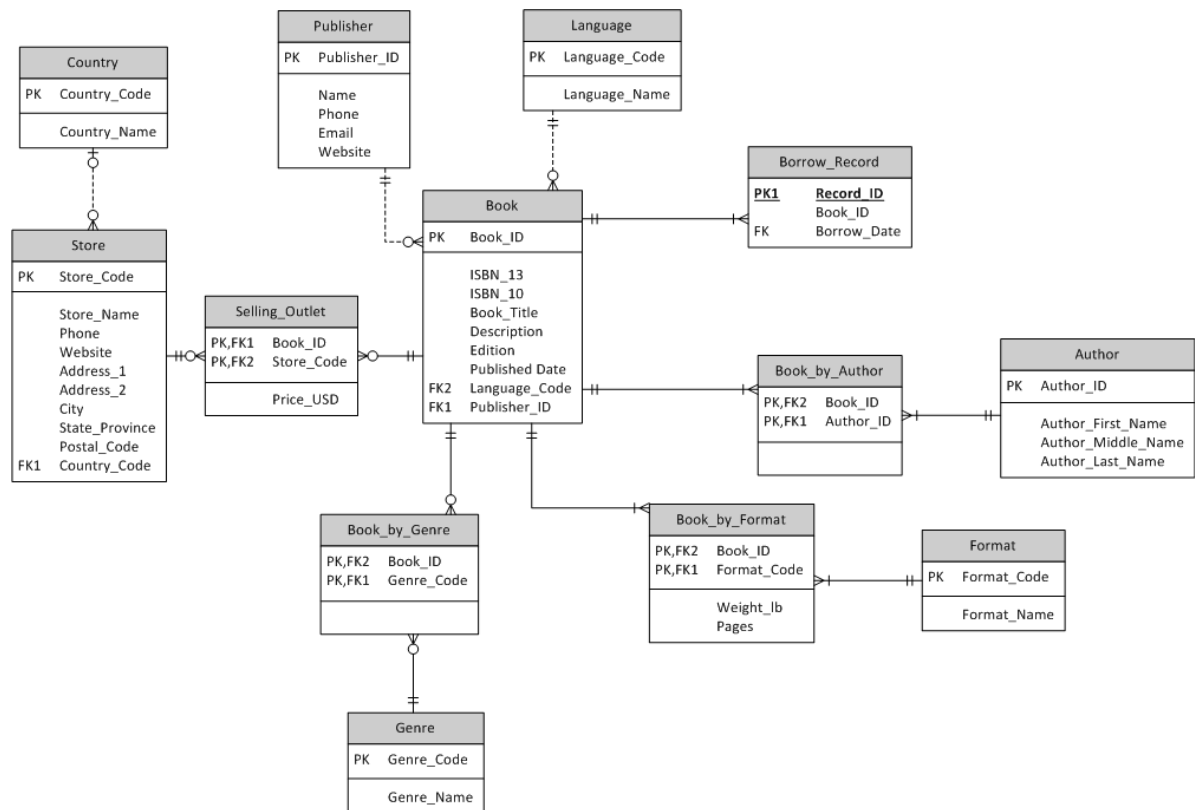 Publisher
PK Publisher_ID
Name
Phone
Email
Website
Language
PK Language_Code
Language_Name
Country
PK Country_Code
Country_Name
Borrow_Record
PK1 Record_ID
Book_ID
FK Borrow_Date
Book
PK Book_ID
ISBN_13
ISBN_10
Book_Title
Description
Edition
Published Date
FK2 Language_Code
FK1 Publisher_ID
Store
PK Store_Code
Store_Name
Phone
Website
Address_1
Address_2
City
State_Province
Postal_Code
FK1 Country_Code
Selling_Outlet
PK,FK1 Book_ID
PK,FK2 Store_Code
Price_USD
Book_by_Author
PK,FK2 Book_ID
PK,FK1 Author_ID
Author
PK Author_ID
Author_First_Name
Author_Middle_Name
Author_Last_Name
Book_by_Genre
PK,FK2 Book_ID
PK,FK1 Genre_Code
Book_by_Format
PK,FK2 Book_ID
PK,FK1 Format_Code
Weight_lb
Pages
Format
PK Format_Code
Format_Name
Genre
PK Genre_Code
Genre_Name